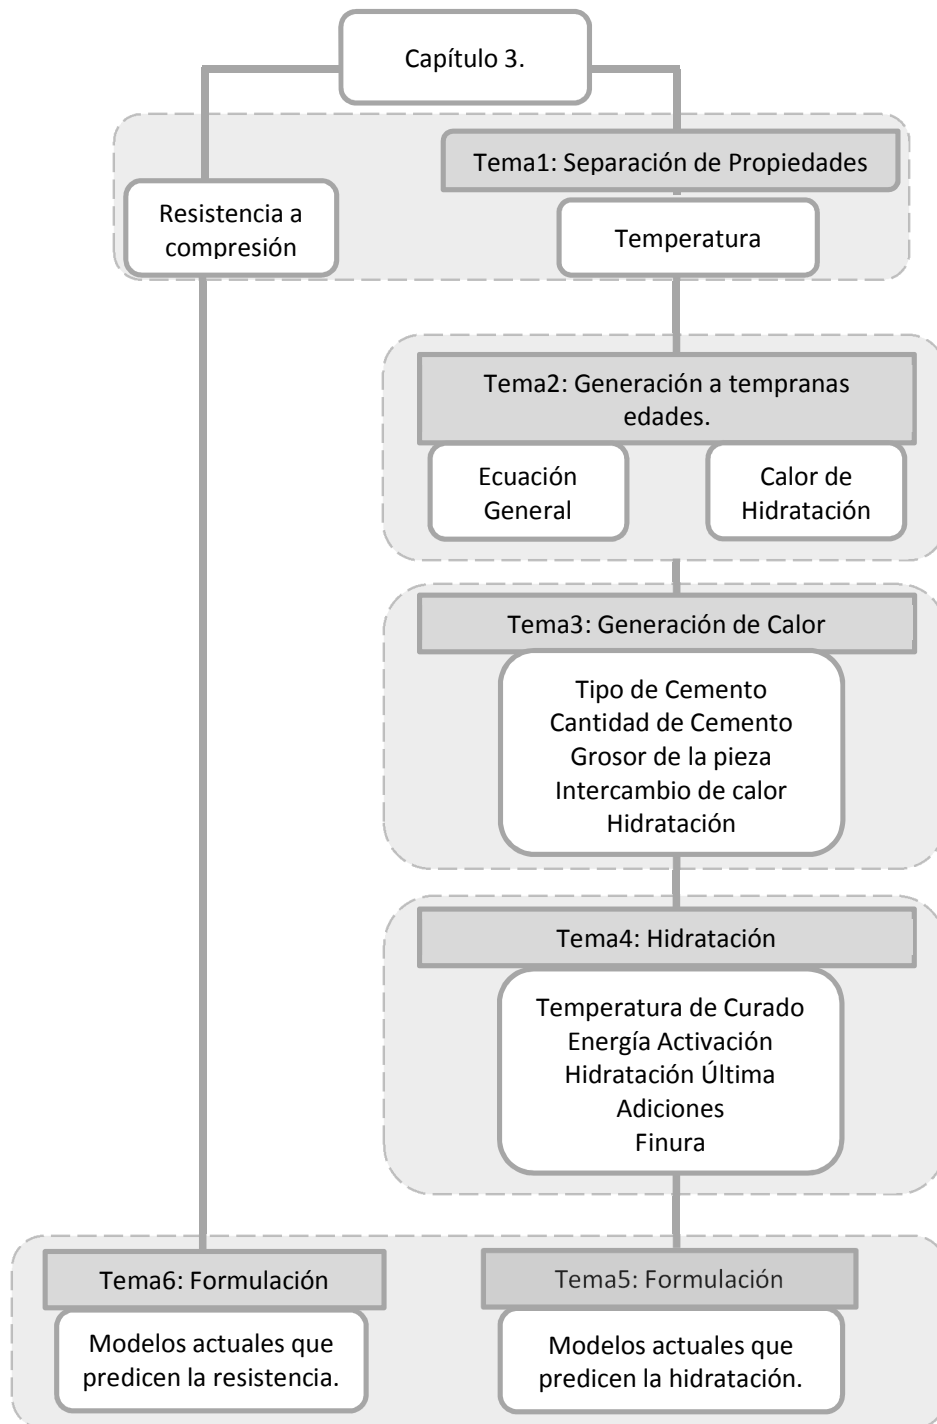 Capítulo 3.
Tema1: Separación de Propiedades
Resistencia a
compresión
Temperatura
Tema2: Generación a tempranas
edades.
Ecuación
General
Calor de
Hidratación
Tema3: Generación de Calor
Tipo de Cemento
Cantidad de Cemento
Grosor de la pieza
Intercambio de calor
Hidratación
Tema4: Hidratación
Temperatura de Curado
Energía Activación
Hidratación Última
Adiciones
Finura
Tema6: Formulación
Modelos actuales que
predicen la resistencia.
Tema5: Formulación
Modelos actuales que
predicen la hidratación.